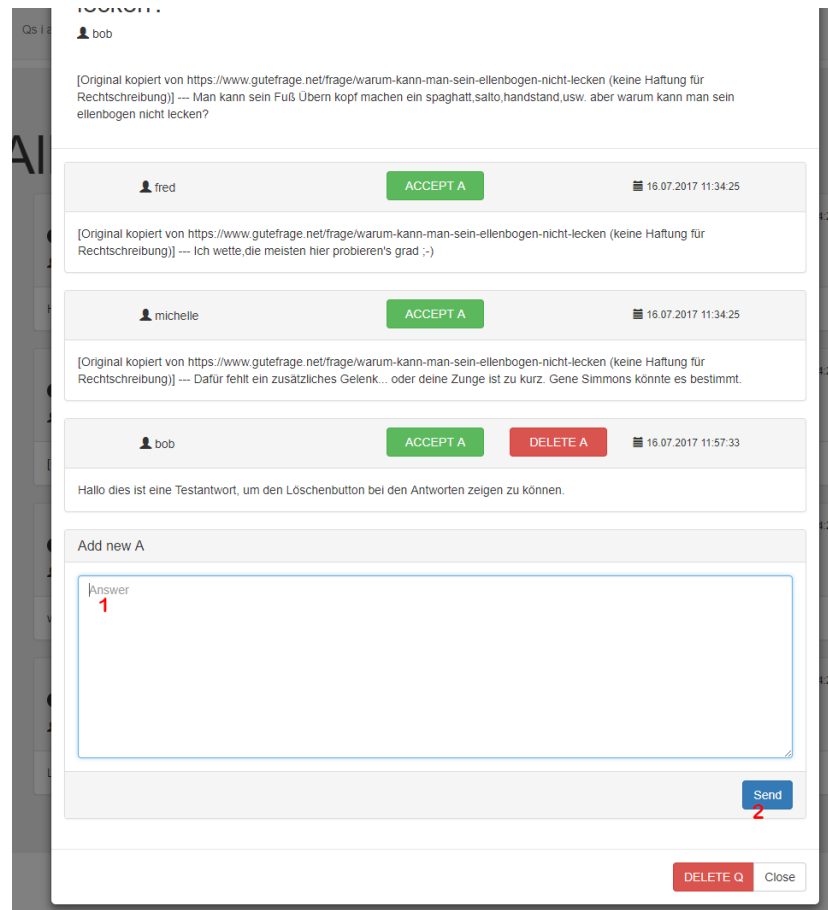 lecken?
Qs i a
bob
[Original kopiert von https://www.gutefrage.net/frage/warum-kann-man-sein-ellenbogen-nicht-lecken (keine Haftung für
Rechtschreibung)] --- Man kann sein Fuß Übern kopf machen ein spaghatt,salto,handstand,usw. aber warum kann man sein
ellenbogen nicht lecken?
All
fred ACCEPT A 16.07.2017 11:34:25
[Original kopiert von https://www.gutefrage.net/frage/warum-kann-man-sein-ellenbogen-nicht-lecken (keine Haftung für
Rechtschreibung)] --- Ich wette,die meisten hier probieren's grad ;-)
michelle ACCEPT A 16.07.2017 11:34:25
[Original kopiert von https://www.gutefrage.net/frage/warum-kann-man-sein-ellenbogen-nicht-lecken (keine Haftung für
Rechtschreibung)] --- Dafür fehlt ein zusätzliches Gelenk... oder deine Zunge ist zu kurz. Gene Simmons könnte es bestimmt.
bob ACCEPT A DELETE A 16.07.2017 11:57:33
Hallo dies ist eine Testantwort, um den Löschenbutton bei den Antworten zeigen zu können.
Add new A
Answer
1
Send
2
DELETE Q Close